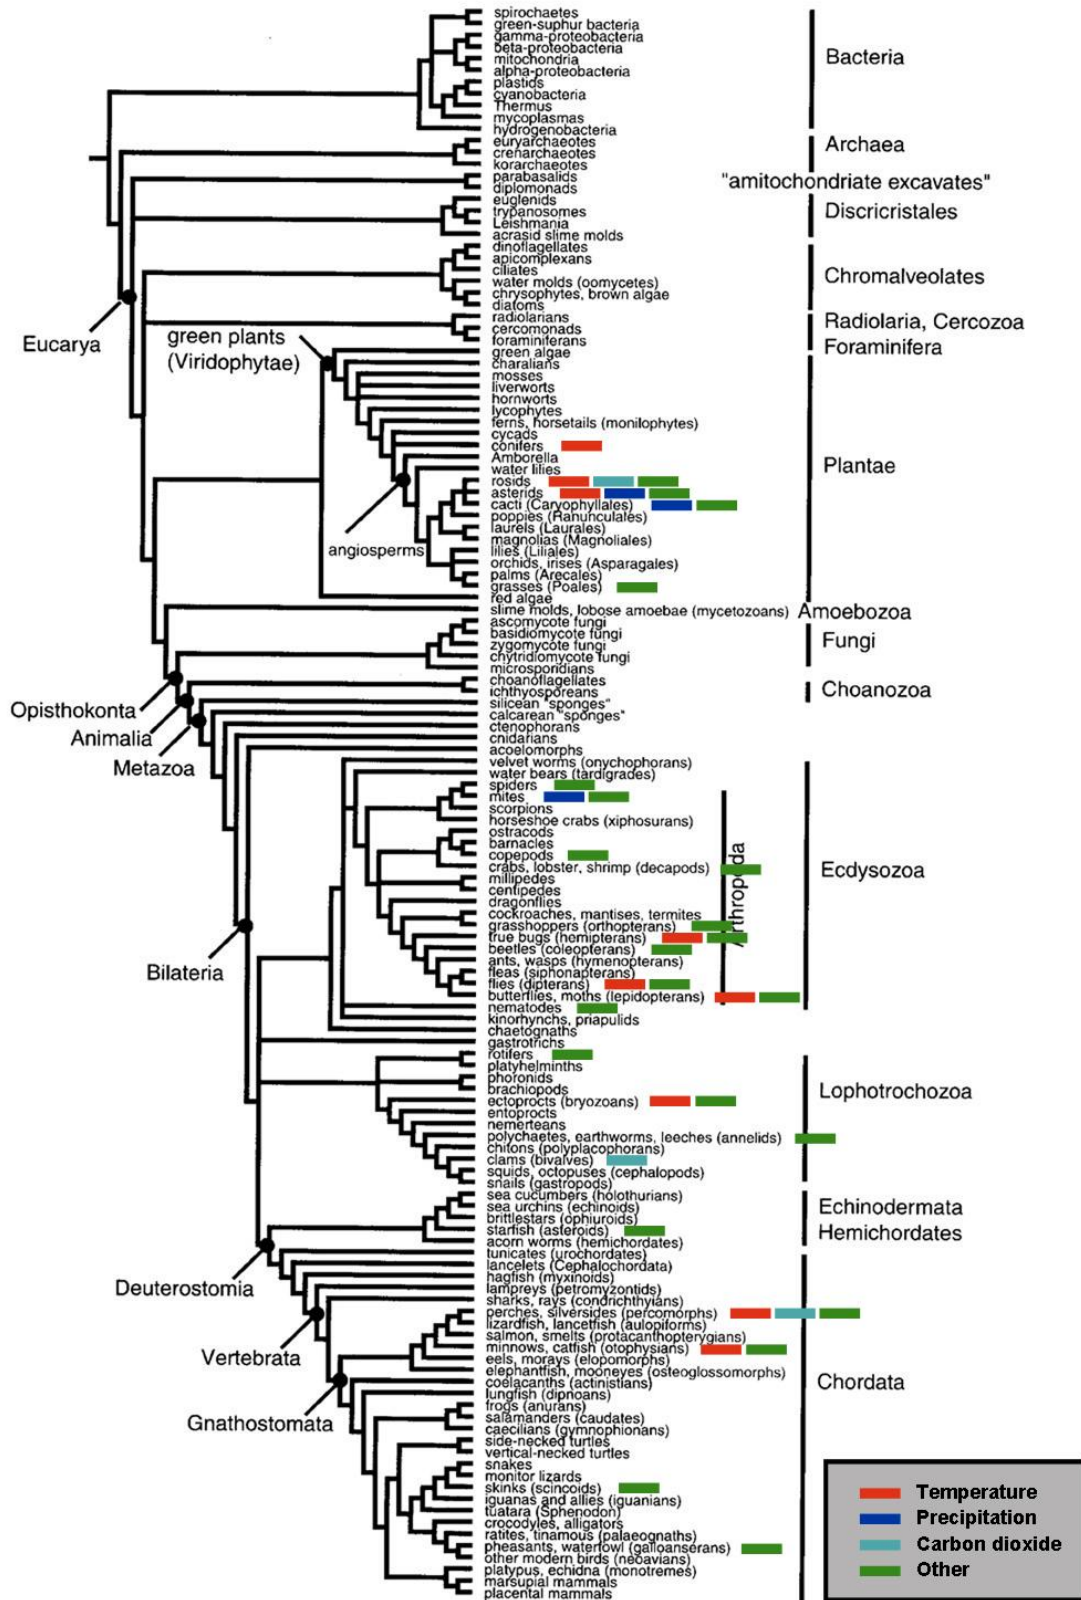 spirochaetes
green-suphur bacteria
gamma-proteobacteria
beta-proteobacteria
mitochondria
alpha-proteobacteria
plastids
cyanobacteria
Thermus
mycoplasmas
hydrogenobacteria
Bacteria
euryarchaeotes
crenarchaeotes
korarchaeotes
Archaea
parabasalids
diplomonads
"amitochondriate excavates"
euglenids
trypanosomes
Leishmania
acrasid slime molds
Discricristales
dinoflagellates
apicomplexans
ciliates
water molds (oomycetes)
chrysophytes, brown algae
diatoms
Chromalveolates
radiolarians
cercomonads
foraminiferans
Radiolaria, Cercozoa
Foraminifera
Eucarya
green plants
(Viridophytae)
green algae
charalians
mosses
liverworts
hornworts
lycophytes
ferns, horsetails (monilophytes)
cycads
conifers
Amborella
water lilies
rosids
asterids
cacti (Caryophyllales)
poppies (Ranunculales)
laurels (Laurales)
magnolias (Magnoliales)
lilies (Liliales)
orchids, irises (Asparagales)
palms (Arecales)
grasses (Poales)
red algae
Plantae
angiosperms
slime molds, lobose amoebae (mycetozoans)
Amoebozoa
ascomycote fungi
basidiomycote fungi
zygomycote fungi
chytridiomycote fungi
microsporidians
Fungi
choanoflagellates
ichthyosporeans
Choanozoa
Opisthokonta
Animalia
Metazoa
silicean "sponges"
calcarean "sponges"
ctenophorans
cnidarians
acoelomorphs
velvet worms (onychophorans)
water bears (tardigrades)
spiders
mites
scorpions
horseshoe crabs (xiphosurans)
ostracods
barnacles
copepods
crabs, lobster, shrimp (decapods)
millipedes
centipedes
dragonflies
cockroaches, mantises, termites
grasshoppers (orthopterans)
true bugs (hemipterans)
beetles (coleopterans)
ants, wasps (hymenopterans)
fleas (siphonapterans)
flies (dipterans)
butterflies, moths (lepidopterans)
nematodes
kinorhynchs, priapulids
chaetognaths
gastrotrichs
Arthropoda
Ecdysozoa
Bilateria
rotifers
platyhelminths
phoronids
brachiopods
ectoprocts (bryozoans)
entoprocts
nemerteans
polychaetes, earthworms, leeches (annelids)
chitons (polyplacophorans)
clams (bivalves)
squids, octopuses (cephalopods)
snails (gastropods)
Lophotrochozoa
sea cucumbers (holothurians)
sea urchins (echinoids)
brittlestars (ophiuroids)
starfish (asteroids)
acorn worms (hemichordates)
Echinodermata
Hemichordates
Deuterostomia
tunicates (urochordates)
lancelets (Cephalochordata)
hagfish (myxinoids)
lampreys (petromyzontids)
sharks, rays (condrichthyians)
perches, silversides (percomorphs)
lizardfish, lancetfish (aulopiforms)
salmon, smelts (protacanthopterygians)
minnows, catfish (otophysians)
eels, morays (elopomorphs)
elephantfish, mooneyes (osteoglossomorphs)
coelacanths (actinistians)
lungfish (dipnoans)
frogs (anurans)
salamanders (caudates)
caecilians (gymnophionans)
side-necked turtles
vertical-necked turtles
snakes
monitor lizards
skinks (scincoids)
iguanas and allies (iguanians)
tuatara (Sphenodon)
crocodyles, alligators
ratites, tinamous (palaeognaths)
pheasants, waterfowl (galloanserans)
other modern birds (neoavians)
platypus, echidna (monotremes)
marsupial mammals
placental mammals
Vertebrata
Gnathostomata
Chordata
Temperature
Precipitation
Carbon dioxide
Other